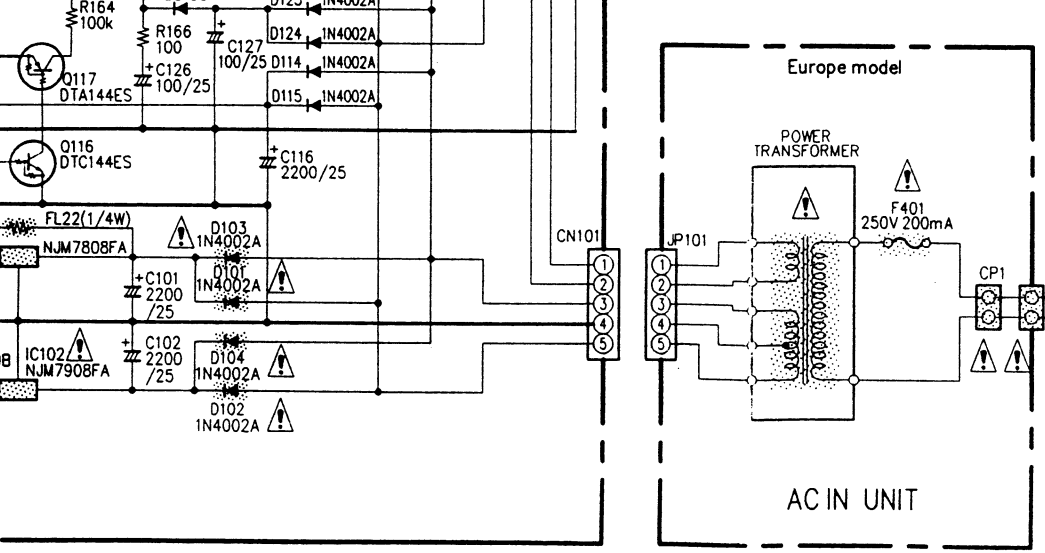 R164
100k
D123
1N4002A
R166
100
C127
100/25
D124
1N4002A
C126
100/25
D114
1N4002A
D115
1N4002A
Q117
DTA144ES
Q116
DTC144ES
C116
2200/25
FL22(1/4W)
NJM7808FA
D103
1N4002A
D101
1N4002A
+C101
2200
/25
IC102
NJM7908FA
+C102
2200
/25
D104
1N4002A
D102
1N4002A
CN101
1
2
3
4
5
JP101
1
2
3
4
5
Europe model
POWER
TRANSFORMER
F401
250V 200mA
CP1
AC IN UNIT